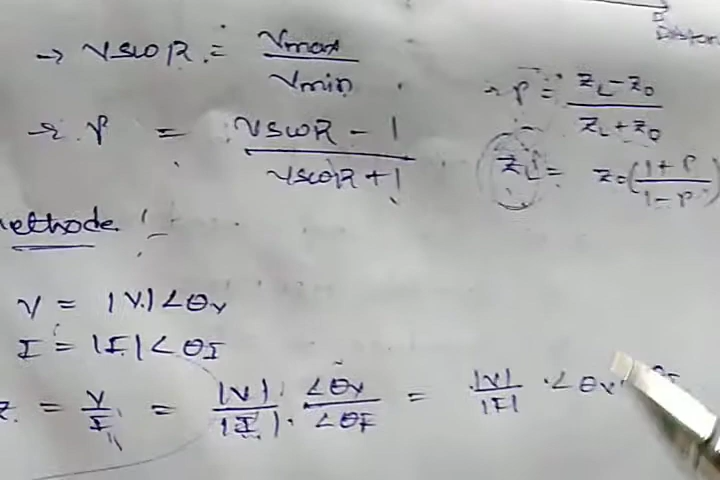 → VSWR = Vmax / Vmin
→ ρ = VSWR - 1 / VSWR + 1
ρ = ZL - Z0 / ZL + Z0
ZL = Z0 (1 + ρ / 1 - ρ)
ethode :-
V = |V| ∠θV
I = |I| ∠θI
Z = V / I = |V| / |I| . ∠θV / ∠θI = |V| / |I| . ∠θV